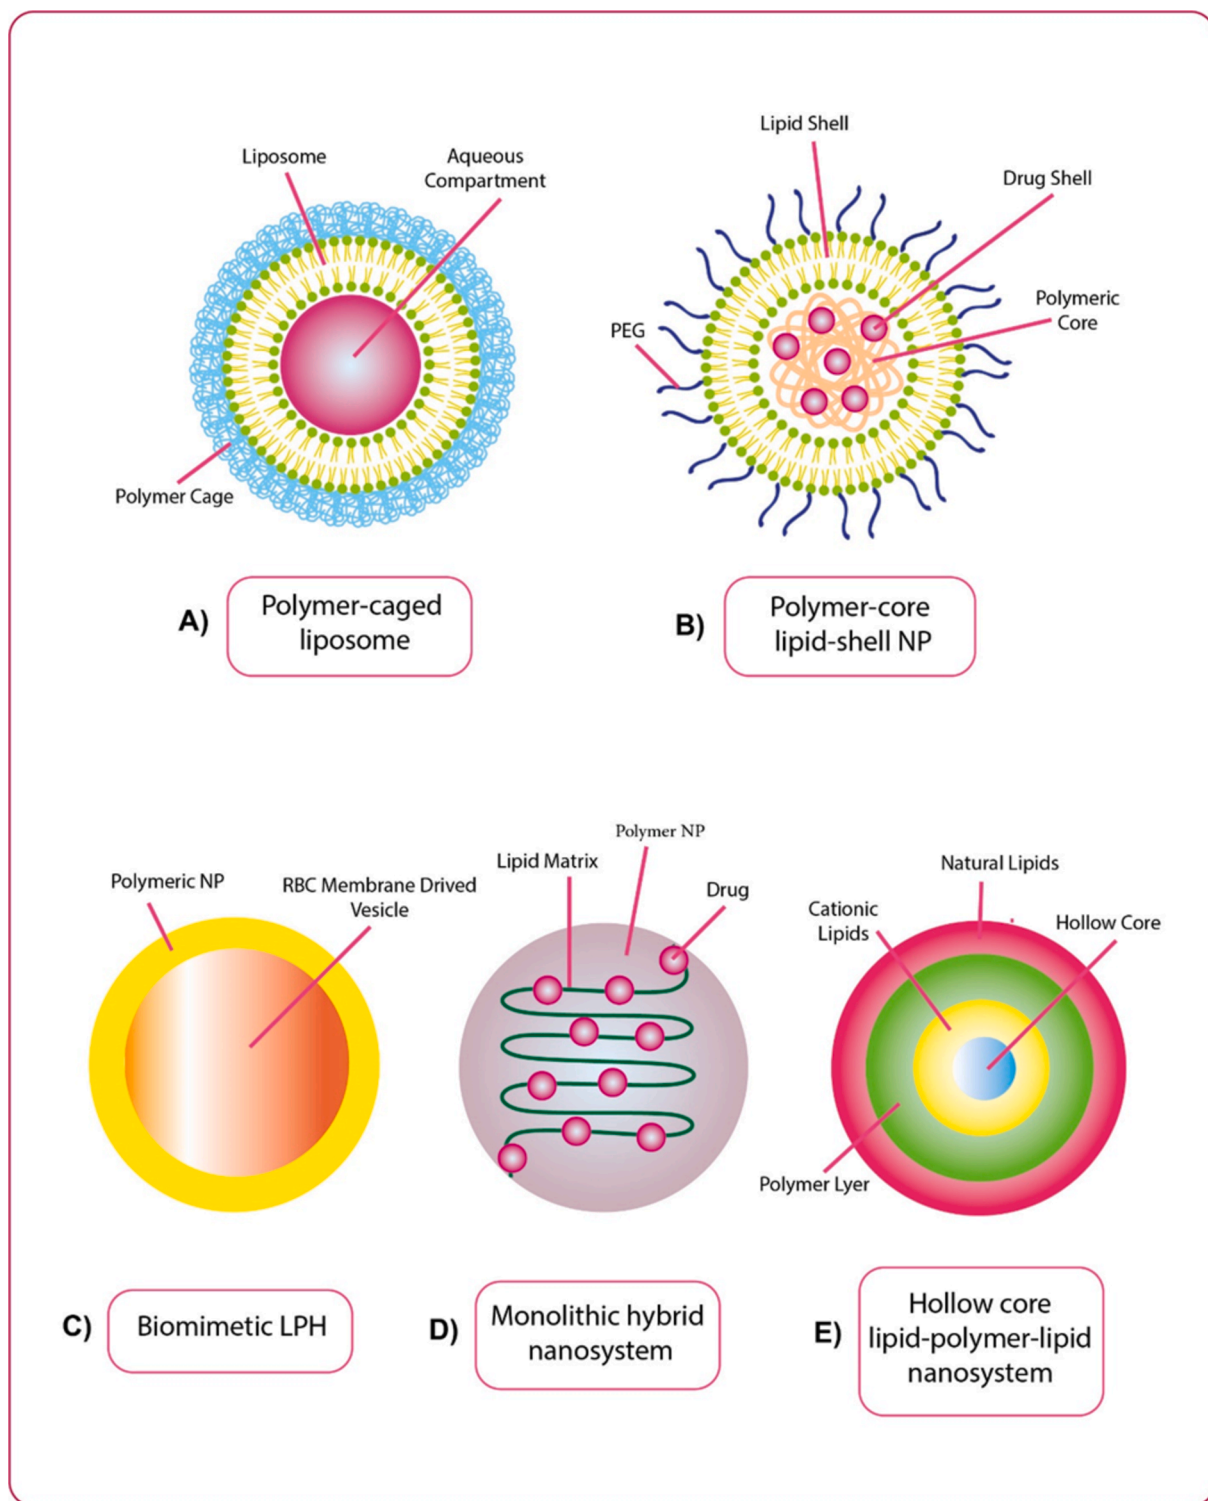 Liposome
Aqueous
Compartment
Polymer Cage
A)
Polymer-caged
liposome
Lipid Shell
Drug Shell
Polymeric
Core
PEG
B)
Polymer-core
lipid-shell NP
Polymeric NP
RBC Membrane Drived
Vesicle
C)
Biomimetic LPH
Polymer NP
Lipid Matrix
Drug
D)
Monolithic hybrid
nanosystem
Natural Lipids
Cationic
Lipids
Hollow Core
Polymer Lyer
E)
Hollow core
lipid-polymer-lipid
nanosystem